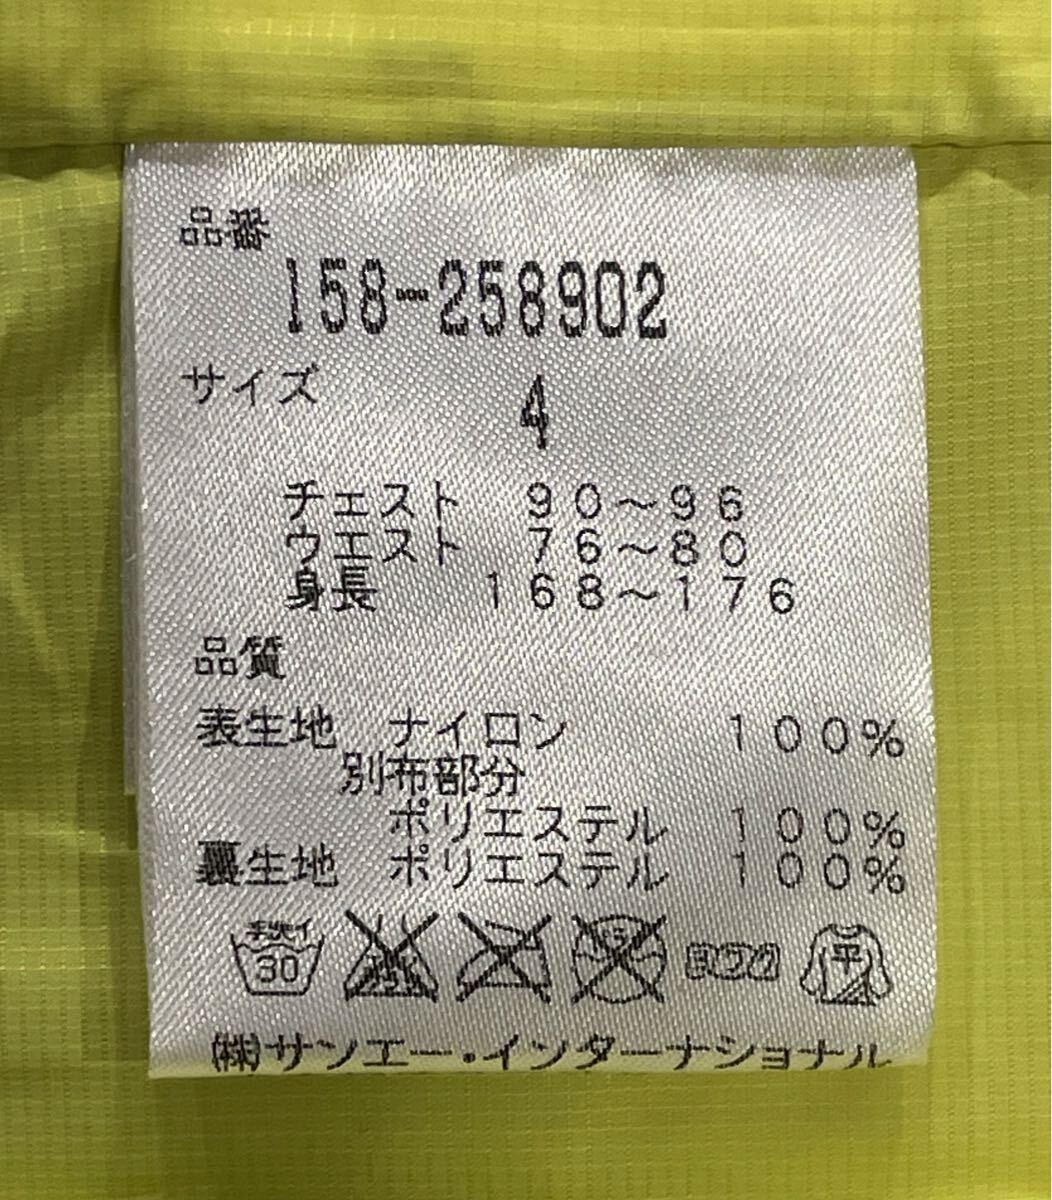 品番
158-258902
サイズ
4
チェスト 90～96
ウエスト 76～80
身長 168～176
品質
表生地 ナイロン 100%
別布部分
ポリエステル 100%
裏生地 ポリエステル 100%
手洗イ 30 平
(株)サンエー・インターナショナル